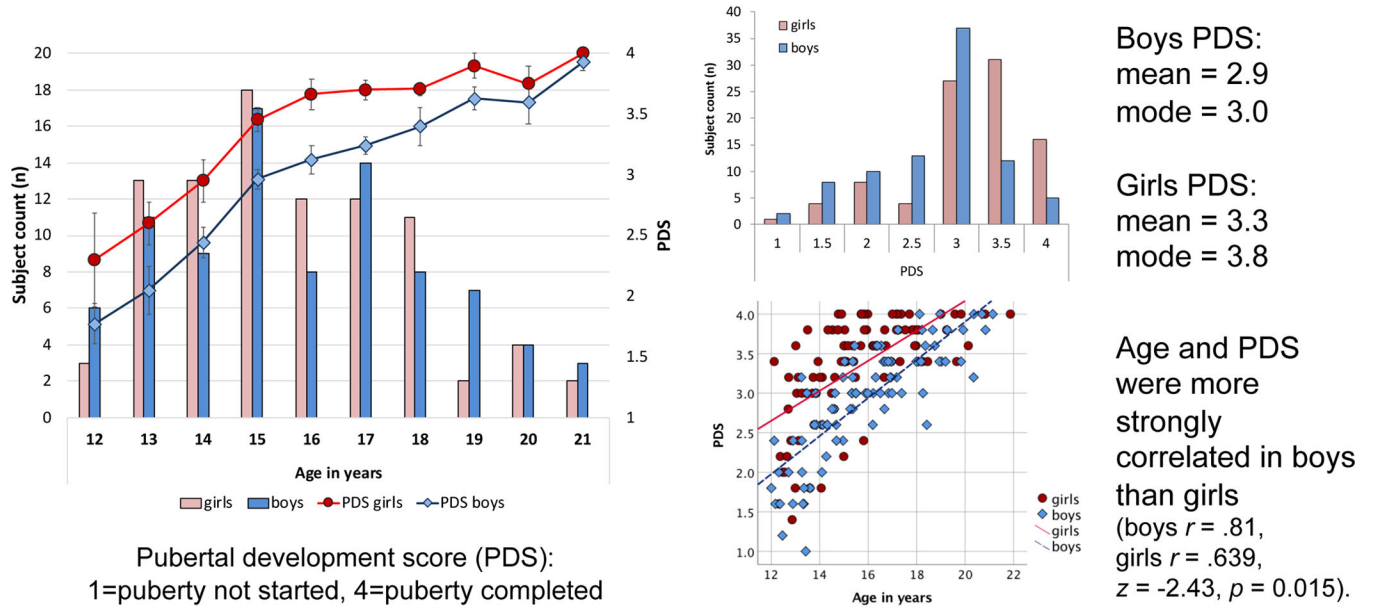 20
18
16
14
12
10
8
6
4
2
0
Subject count (n)
4
3.5
3
2.5
2
1.5
1
PDS
12 13 14 15 16 17 18 19 20 21
Age in years
girls boys PDS girls PDS boys
Pubertal development score (PDS):
1=puberty not started, 4=puberty completed
40
35
30
25
20
15
10
5
0
Subject count (n)
girls
boys
1 1.5 2 2.5 3 3.5 4
PDS
4.0
3.5
3.0
2.5
2.0
1.5
1.0
PDS
12 14 16 18 20 22
Age in years
girls
boys
girls
boys
Boys PDS:
mean = 2.9
mode = 3.0
Girls PDS:
mean = 3.3
mode = 3.8
Age and PDS
were more
strongly
correlated in boys
than girls
(boys r = .81,
girls r = .639,
z = -2.43, p = 0.015).